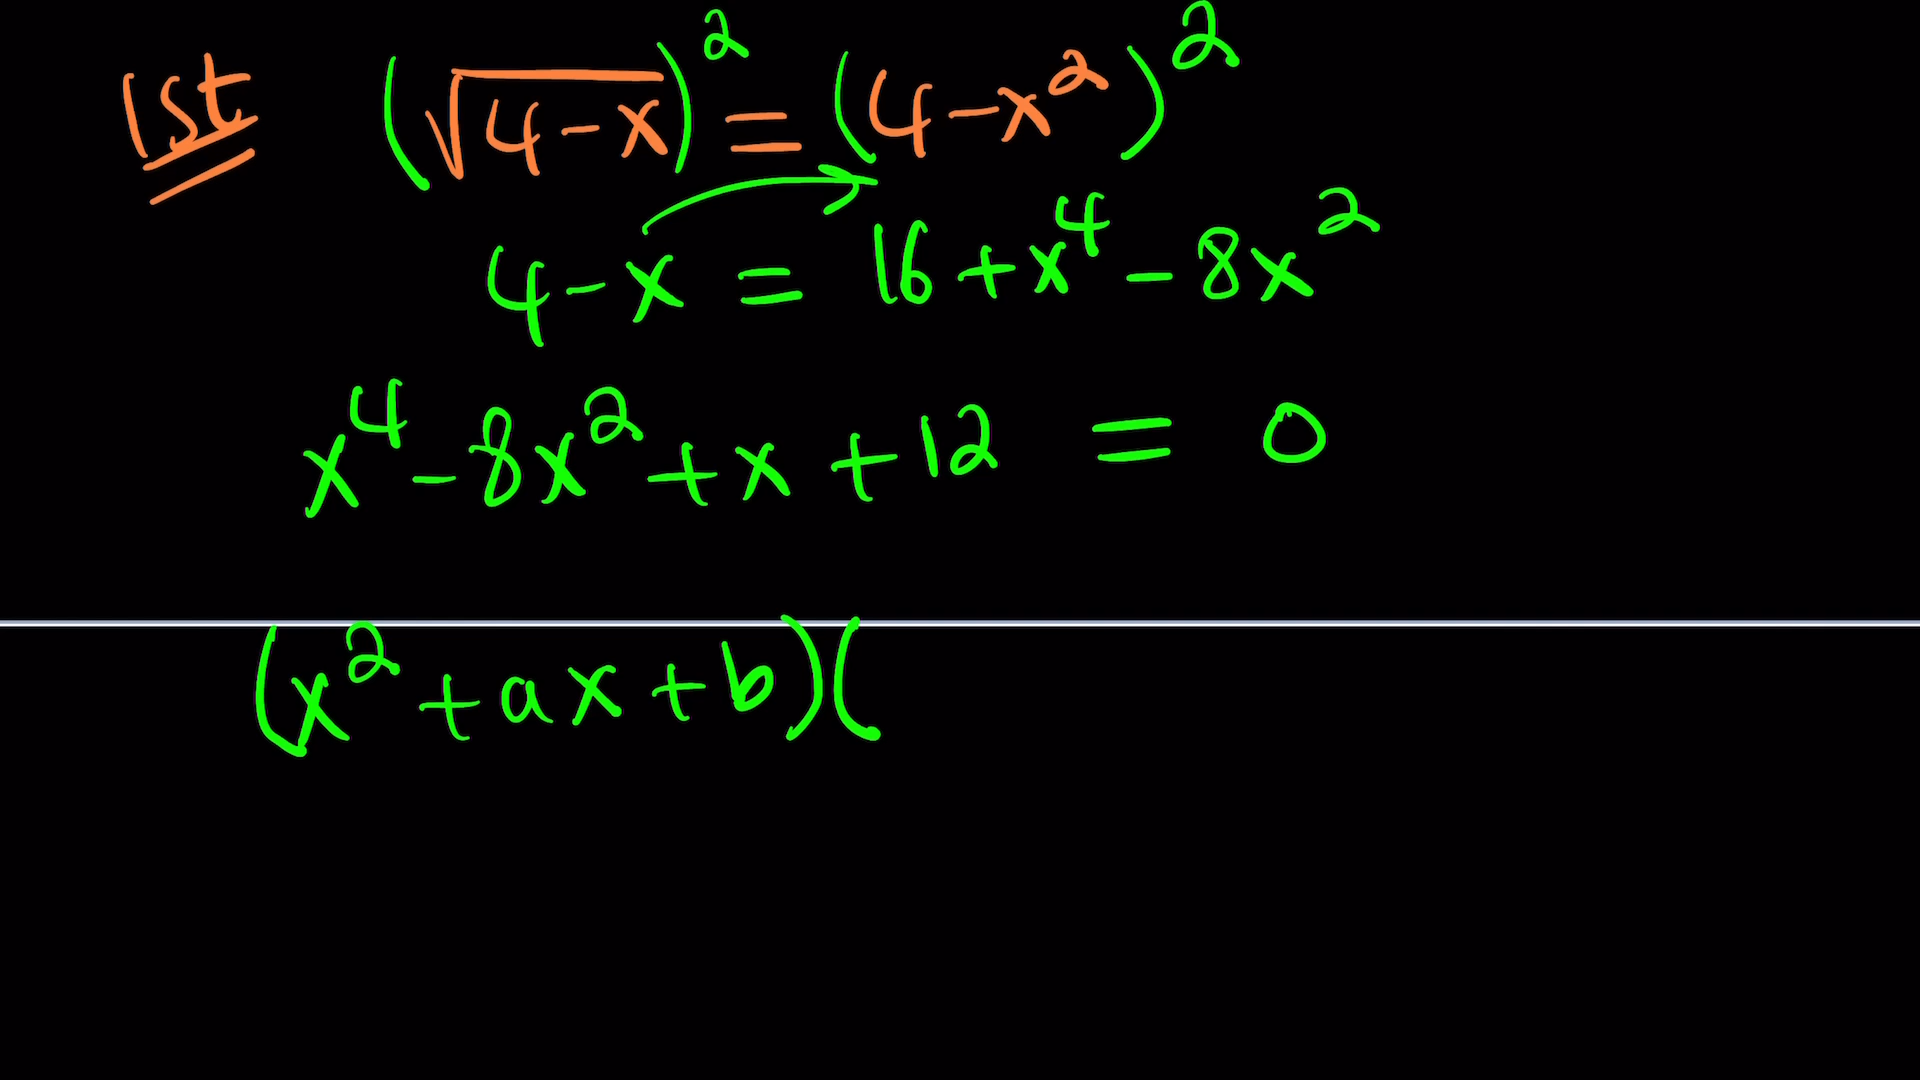 1st (√4-x)² = (4-x²)²
4-x = 16+x⁴-8x²
x⁴-8x²+x+12 = 0
(x²+ax+b)(